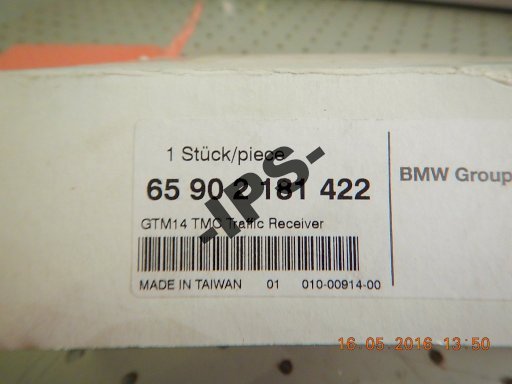 1 Stück/piece
65 90 2 181 422
BMW Group
GTM14 TMC Traffic Receiver
MADE IN TAIWAN 01 010-00914-00
-IPS-
16.05.2016 13:50